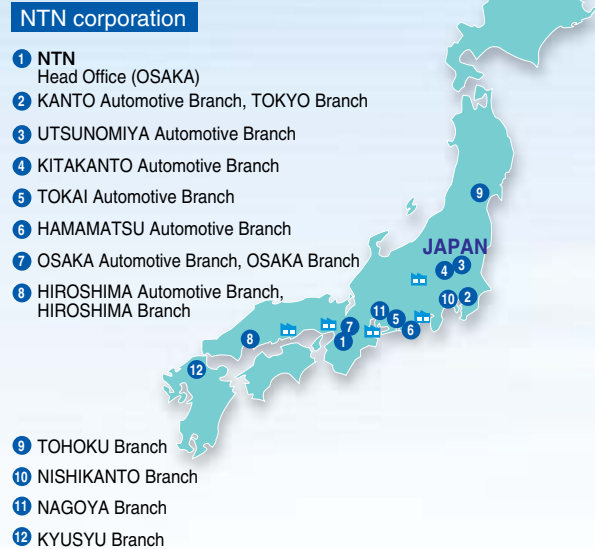 NTN corporation
1 NTN
Head Office (OSAKA)
2 KANTO Automotive Branch, TOKYO Branch
3 UTSUNOMIYA Automotive Branch
4 KITAKANTO Automotive Branch
5 TOKAI Automotive Branch
6 HAMAMATSU Automotive Branch
7 OSAKA Automotive Branch, OSAKA Branch
8 HIROSHIMA Automotive Branch,
HIROSHIMA Branch
9 TOHOKU Branch
10 NISHIKANTO Branch
11 NAGOYA Branch
12 KYUSYU Branch
9
JAPAN
4 3
10 2
11 5 6
7
1
8
12